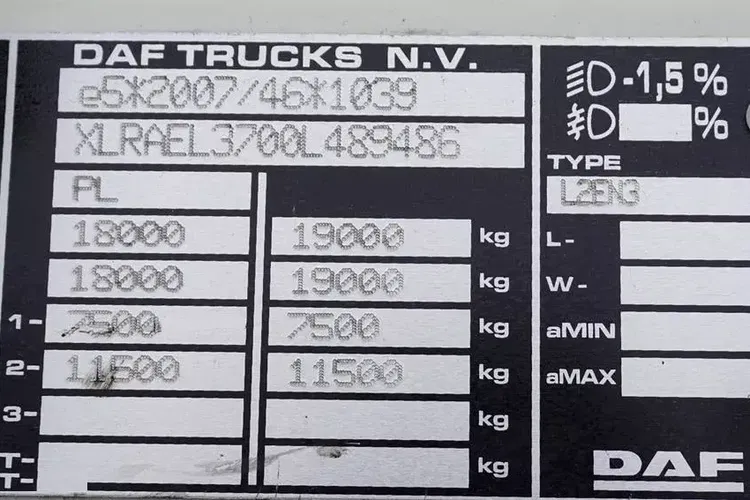 DAF TRUCKS N.V.
e5*2007/46*1039
XLRAEL3700L489486
PL
18000 19000 kg
18000 19000 kg
1- 7500 7500 kg
2- 11500 11500 kg
3- kg
T- kg
T-
-1,5 %
%
TYPE
L2EN3
L-
W-
aMIN
aMAX
DAF